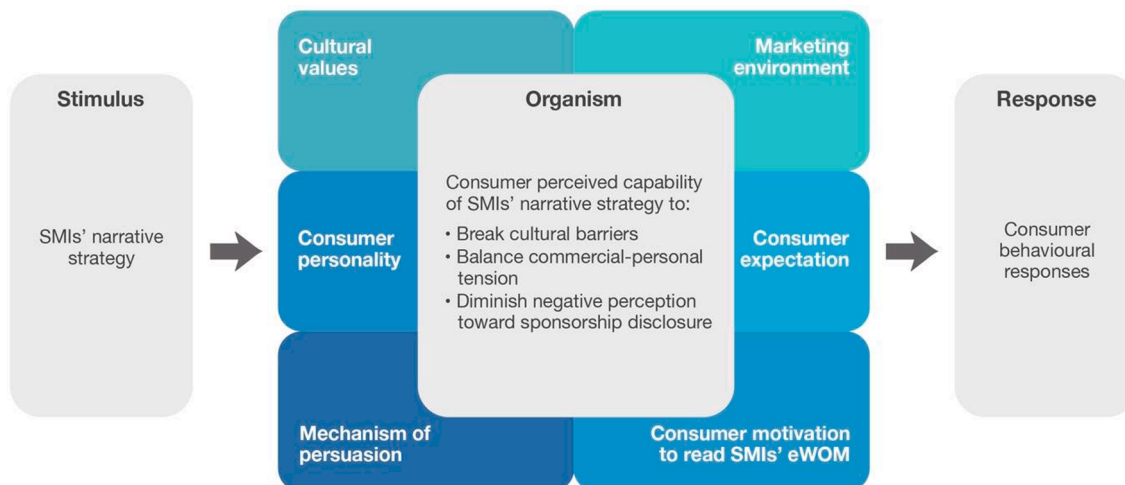 Stimulus
SMIs’ narrative
strategy
Cultural
values
Marketing
environment
Consumer
personality
Organism
Consumer perceived capability
of SMIs’ narrative strategy to:
• Break cultural barriers
• Balance commercial-personal
tension
• Diminish negative perception
toward sponsorship disclosure
Consumer
expectation
Mechanism of
persuasion
Consumer motivation
to read SMIs’ eWOM
Response
Consumer
behavioural
responses